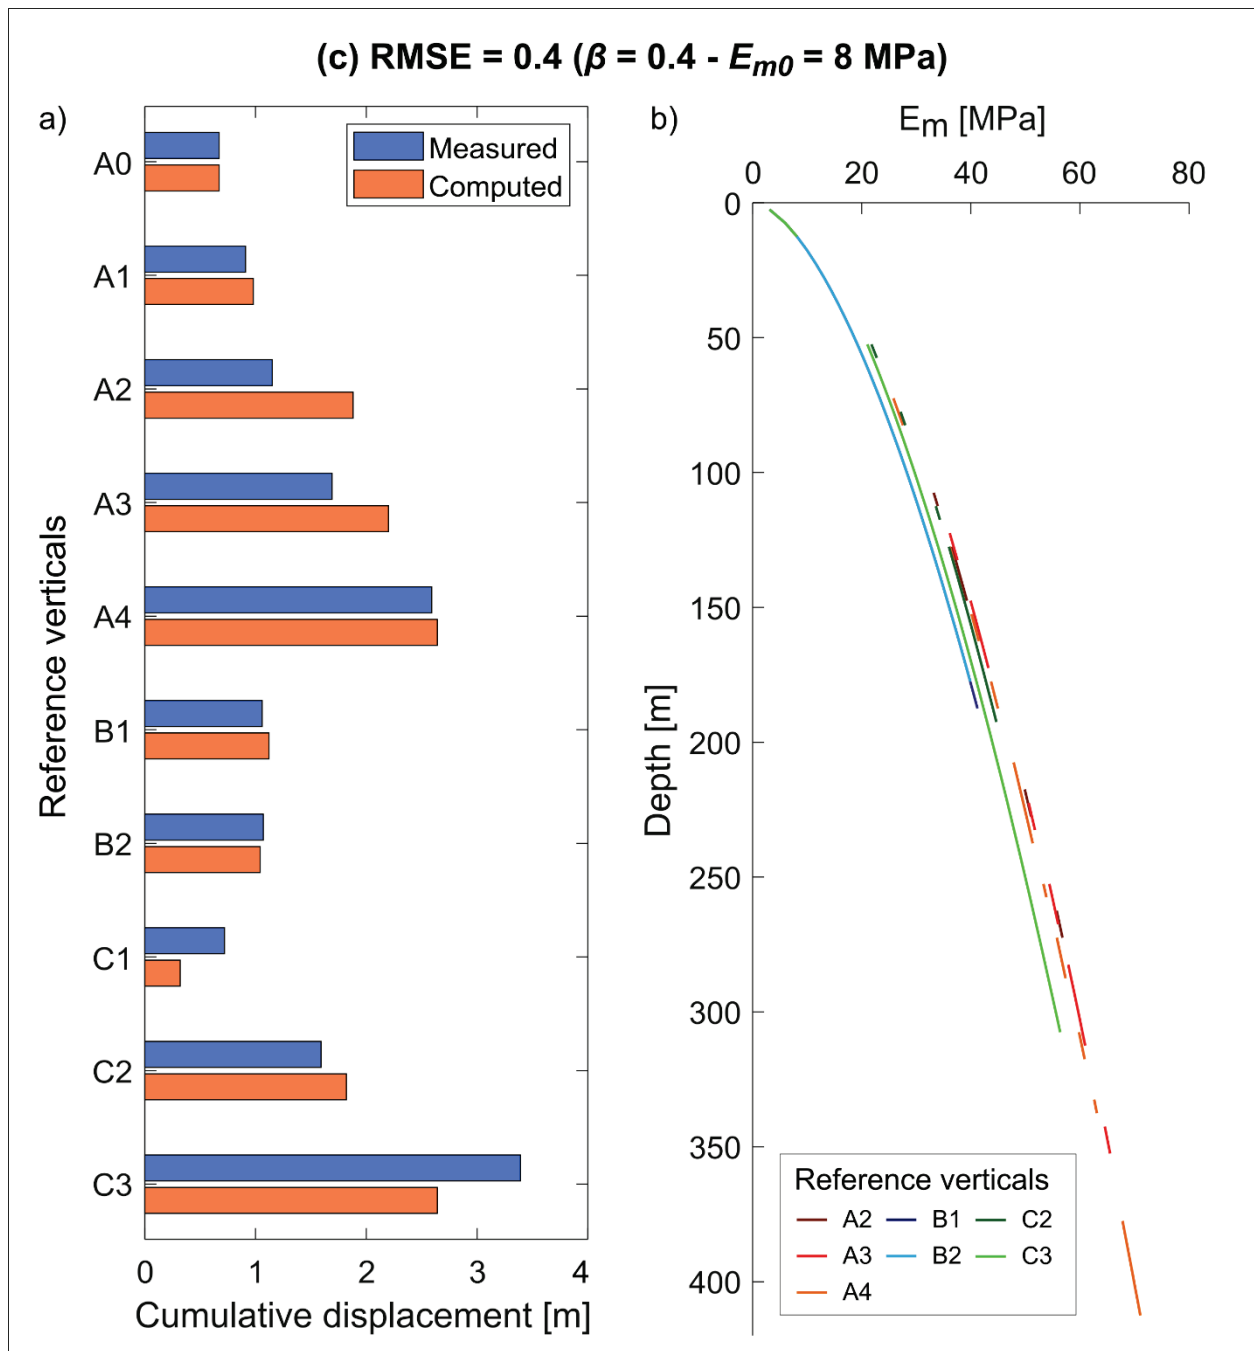 (c) RMSE = 0.4 (β = 0.4 - Em0 = 8 MPa)
a)
Measured
Computed
Reference verticals
A0
A1
A2
A3
A4
B1
B2
C1
C2
C3
0 1 2 3 4
Cumulative displacement [m]
b)
Em [MPa]
0 20 40 60 80
Depth [m]
0
50
100
150
200
250
300
350
400
Reference verticals
A2 B1 C2
A3 B2 C3
A4